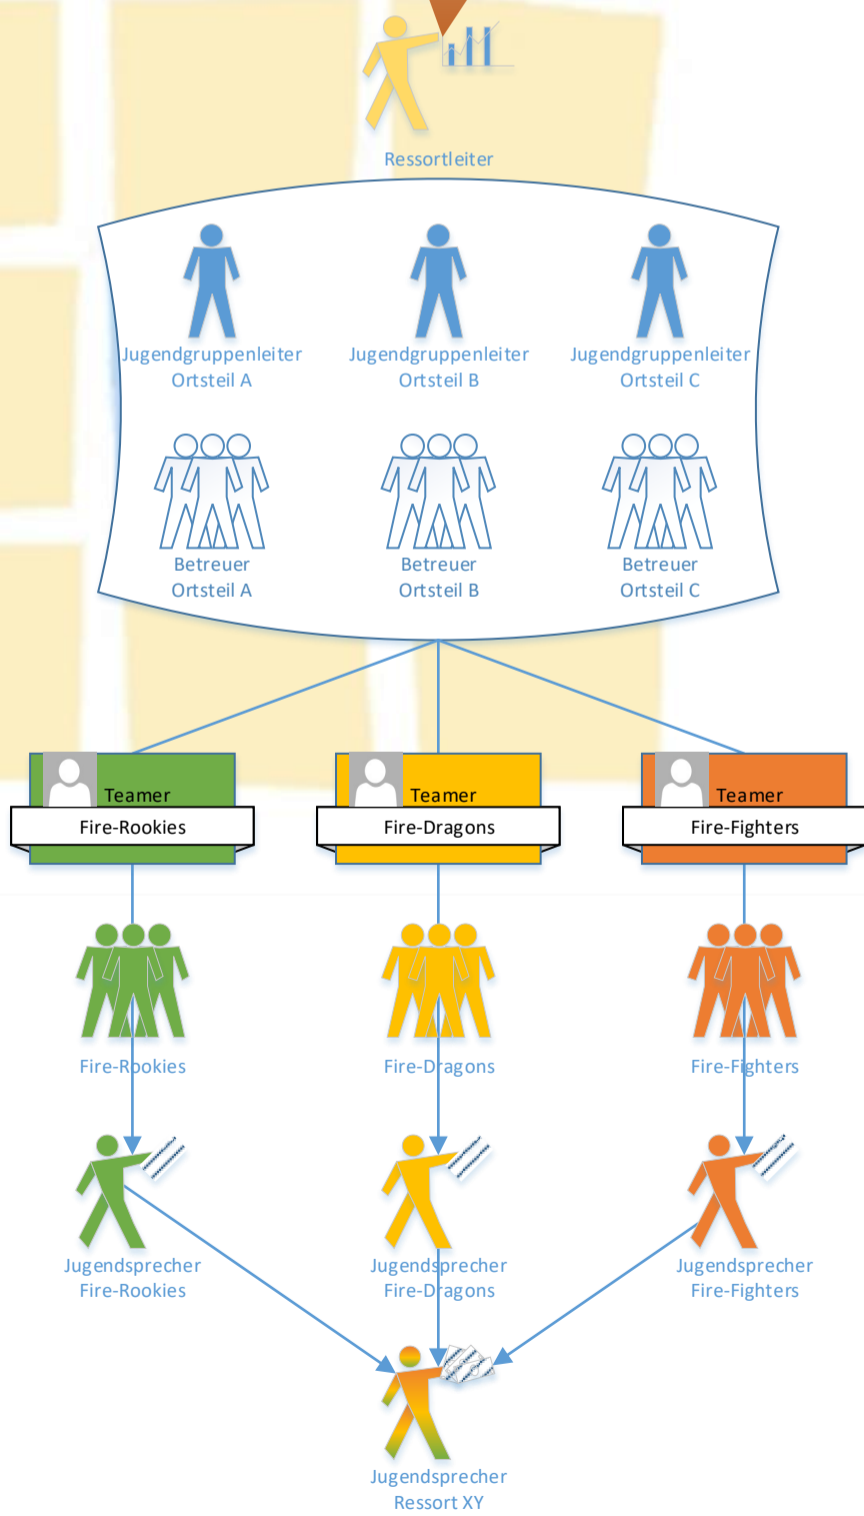 Ressortleiter
Jugendgruppenleiter
Ortsteil A
Jugendgruppenleiter
Ortsteil B
Jugendgruppenleiter
Ortsteil C
Betreuer
Ortsteil A
Betreuer
Ortsteil B
Betreuer
Ortsteil C
Teamer
Fire-Rookies
Teamer
Fire-Dragons
Teamer
Fire-Fighters
Fire-Rookies
Fire-Dragons
Fire-Fighters
Jugendsprecher
Fire-Rookies
Jugendsprecher
Fire-Dragons
Jugendsprecher
Fire-Fighters
Jugendsprecher
Ressort XY